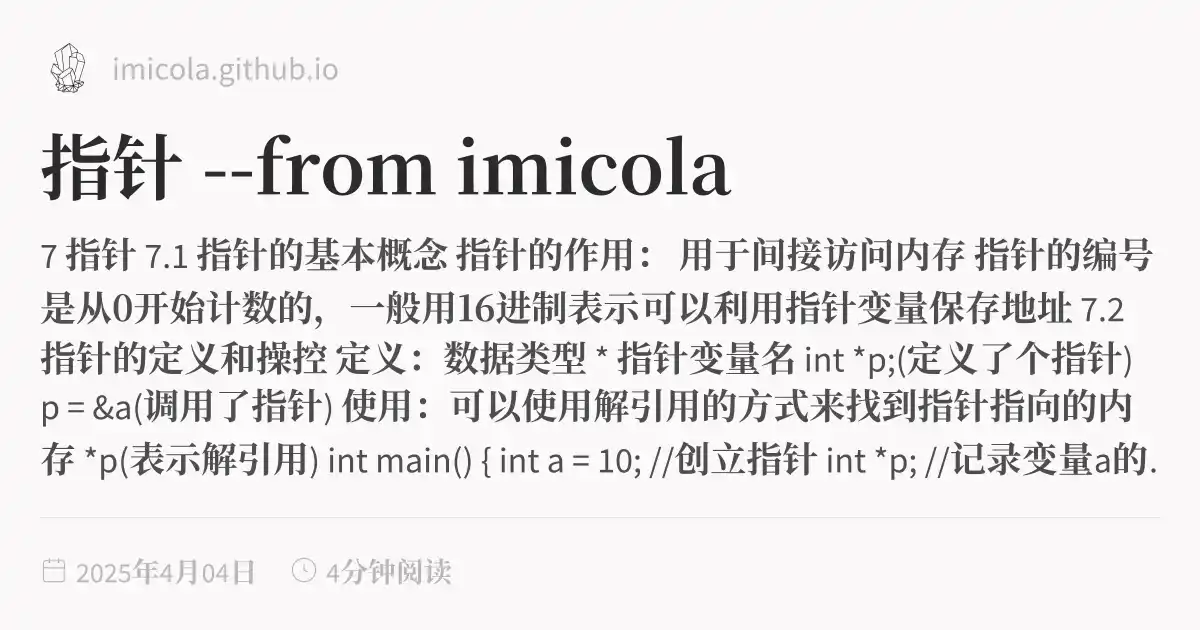 imicola.github.io
指针 --from imicola
7 指针 7.1 指针的基本概念 指针的作用： 用于间接访问内存 指针的编号
是从0开始计数的，一般用16进制表示可以利用指针变量保存地址 7.2
指针的定义和操控 定义：数据类型 * 指针变量名 int *p;(定义了个指针)
p = &a(调用了指针) 使用：可以使用解引用的方式来找到指针指向的内
存 *p(表示解引用) int main() { int a = 10; //创立指针 int *p; //记录变量a的.
2025年4月04日 4分钟阅读